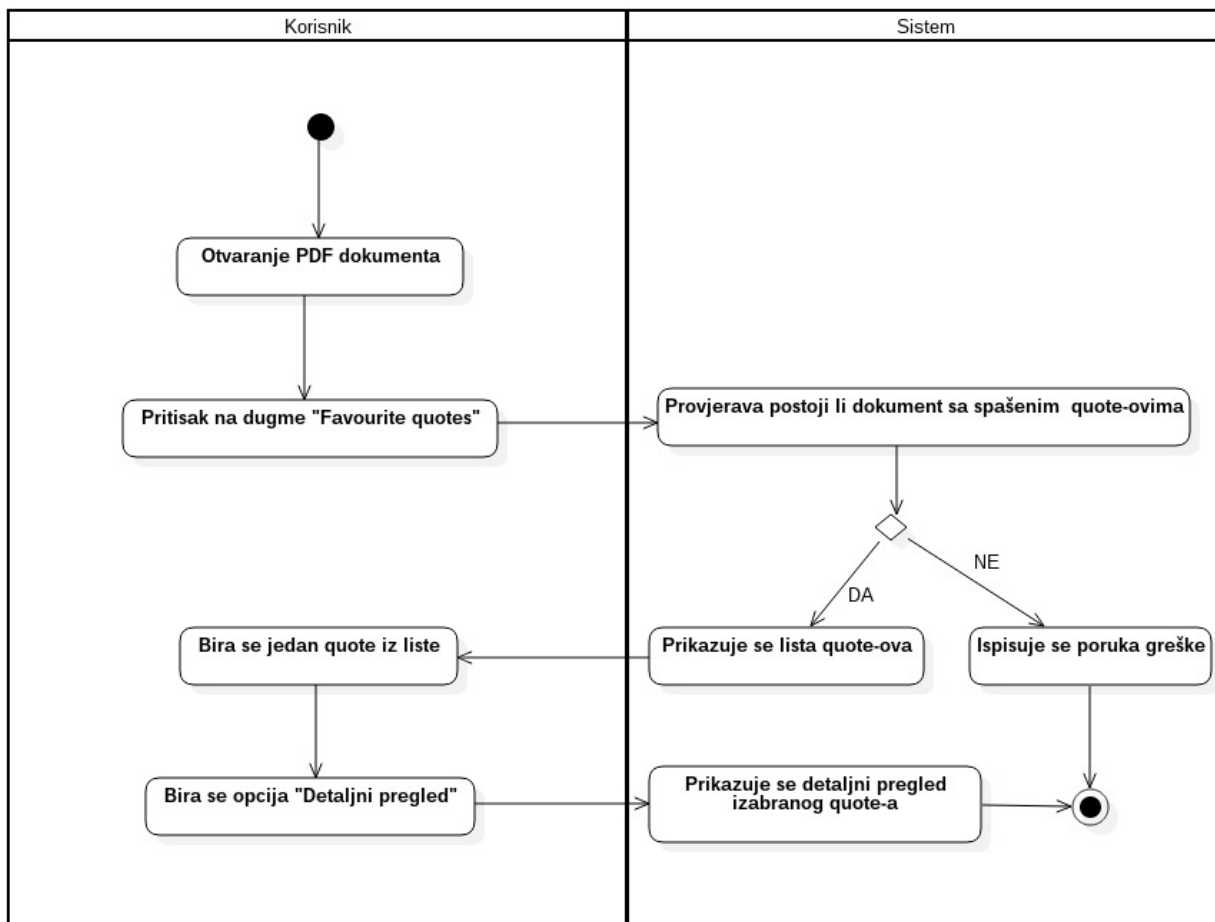 Korisnik
Sistem
Otvaranje PDF dokumenta
Pritisak na dugme "Favourite quotes"
Provjerava postoji li dokument sa spašenim  quote-ovima
DA
NE
Prikazuje se lista quote-ova
Ispisuje se poruka greške
Bira se jedan quote iz liste
Bira se opcija "Detaljni pregled"
Prikazuje se detaljni pregled
izabranog quote-a